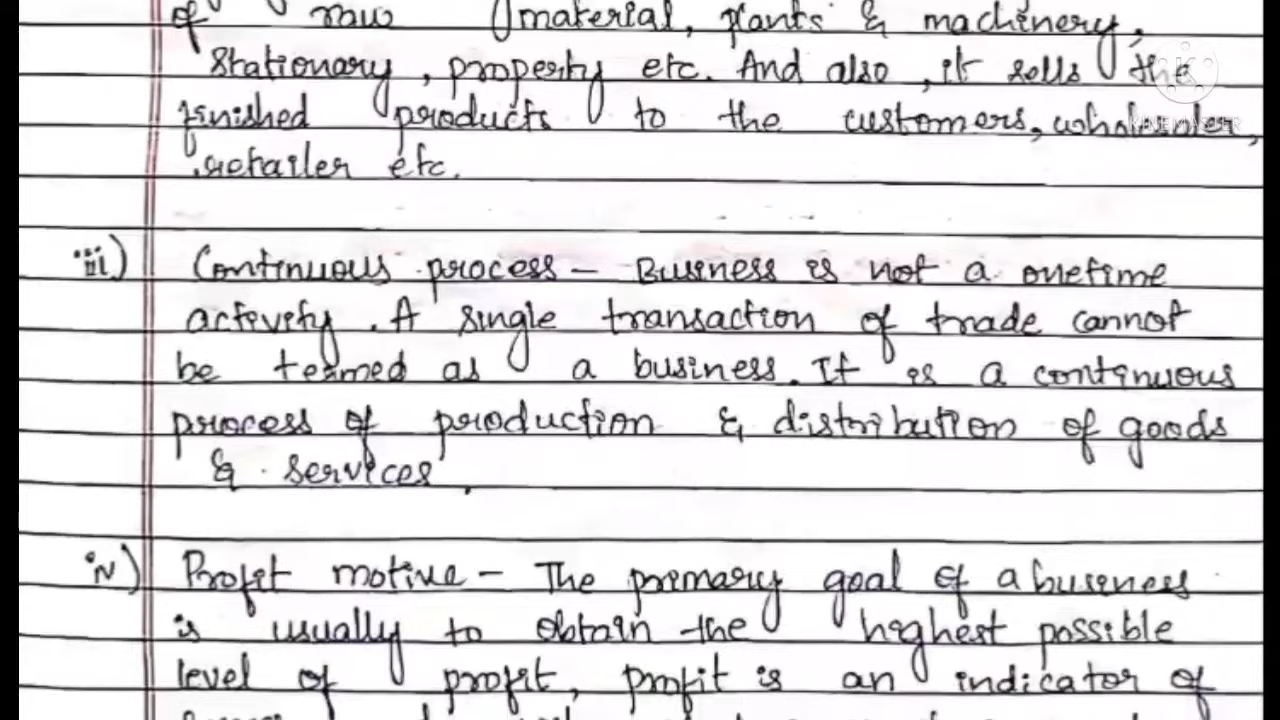 of raw material, plants & machinery,
Stationary, property etc. And also, it sells the
finished products to the customers, wholesaler,
retailer etc.
iii) Continuous process - Business is not a onetime
activity. A single transaction of trade cannot
be termed as a business. It is a continuous
process of production & distribution of goods
& services.
iv) Profit motive - The primary goal of a business
is usually to obtain the highest possible
level of profit, profit is an indicator of
KINEMASTER